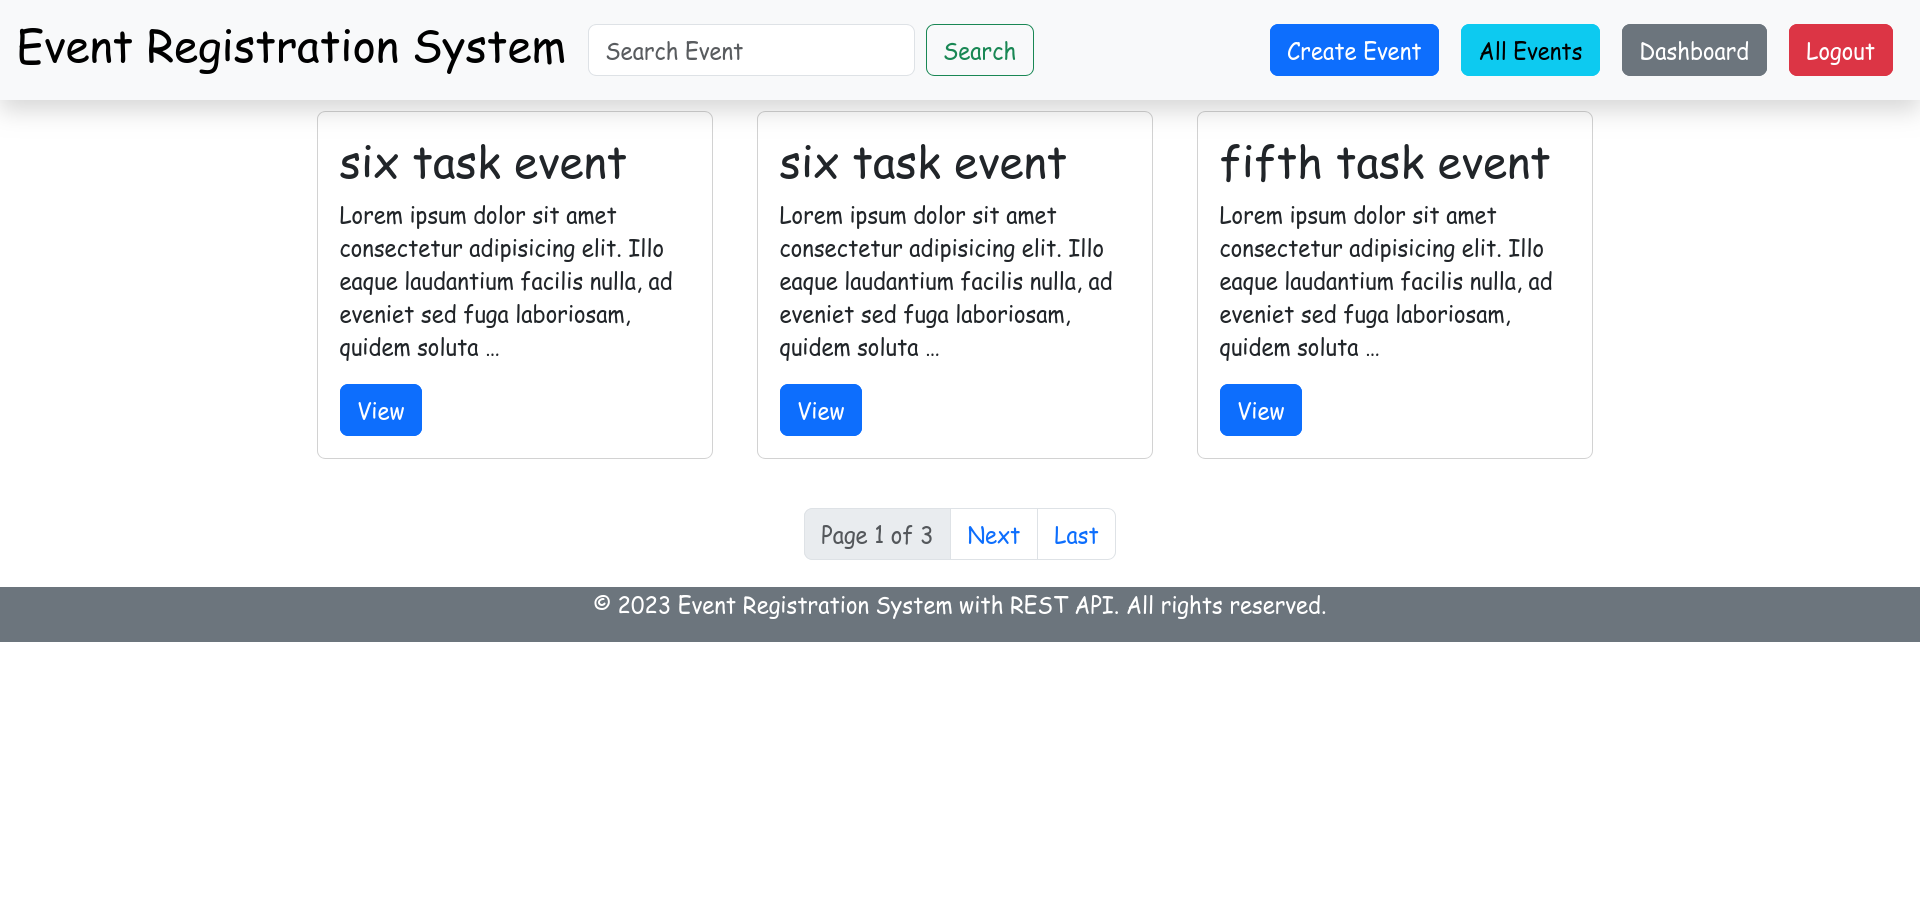 Event Registration System
Search Event
Search
Create Event
All Events
Dashboard
Logout
six task event
Lorem ipsum dolor sit amet
consectetur adipisicing elit. Illo
eaque laudantium facilis nulla, ad
eveniet sed fuga laboriosam,
quidem soluta ...
View
six task event
Lorem ipsum dolor sit amet
consectetur adipisicing elit. Illo
eaque laudantium facilis nulla, ad
eveniet sed fuga laboriosam,
quidem soluta ...
View
fifth task event
Lorem ipsum dolor sit amet
consectetur adipisicing elit. Illo
eaque laudantium facilis nulla, ad
eveniet sed fuga laboriosam,
quidem soluta ...
View
Page 1 of 3
Next
Last
© 2023 Event Registration System with REST API. All rights reserved.